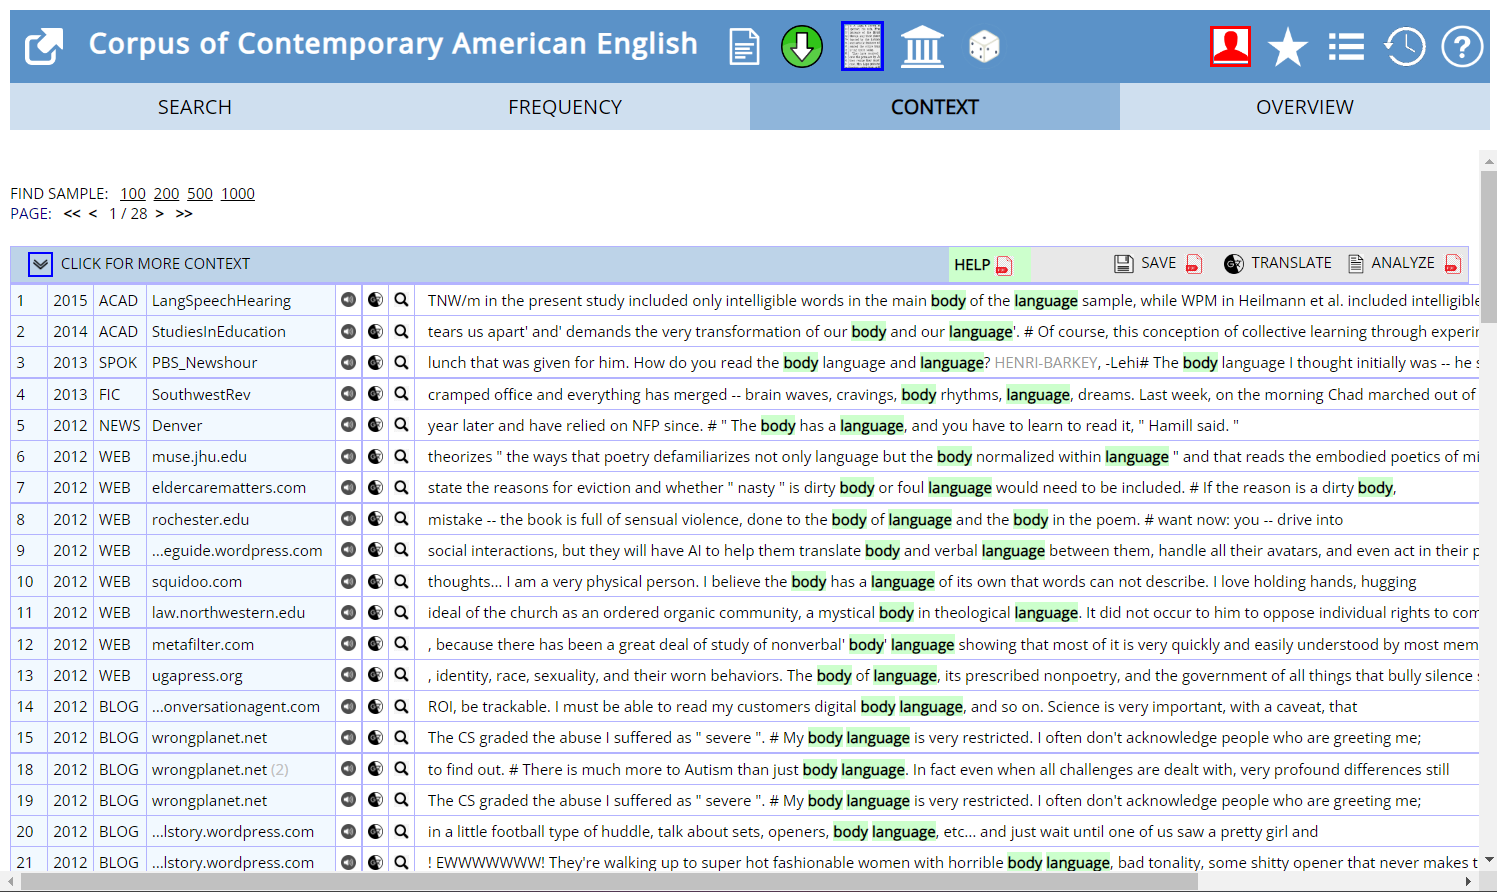 Corpus of Contemporary American English
SEARCH FREQUENCY CONTEXT OVERVIEW
FIND SAMPLE: 100 200 500 1000
PAGE: << < 1 / 28 > >>
CLICK FOR MORE CONTEXT HELP SAVE TRANSLATE ANALYZE
1 2015 ACAD LangSpeechHearing TNW/m in the present study included only intelligible words in the main body of the language sample, while WPM in Heilmann et al. included intelligible
2 2014 ACAD StudiesInEducation tears us apart' and' demands the very transformation of our body and our language'. # Of course, this conception of collective learning through experi
3 2013 SPOK PBS_Newshour lunch that was given for him. How do you read the body language and language? HENRI-BARKEY, -Lehi# The body language I thought initially was -- he s
4 2013 FIC SouthwestRev cramped office and everything has merged -- brain waves, cravings, body rhythms, language, dreams. Last week, on the morning Chad marched out of
5 2012 NEWS Denver year later and have relied on NFP since. # " The body has a language, and you have to learn to read it, " Hamill said. "
6 2012 WEB muse.jhu.edu theorizes " the ways that poetry defamiliarizes not only language but the body normalized within language " and that reads the embodied poetics of mi
7 2012 WEB eldercarematters.com state the reasons for eviction and whether " nasty " is dirty body or foul language would need to be included. # If the reason is a dirty body,
8 2012 WEB rochester.edu mistake -- the book is full of sensual violence, done to the body of language and the body in the poem. # want now: you -- drive into
9 2012 WEB ...eguide.wordpress.com social interactions, but they will have AI to help them translate body and verbal language between them, handle all their avatars, and even act in their p
10 2012 WEB squidoo.com thoughts... I am a very physical person. I believe the body has a language of its own that words can not describe. I love holding hands, hugging
11 2012 WEB law.northwestern.edu ideal of the church as an ordered organic community, a mystical body in theological language. It did not occur to him to oppose individual rights to com
12 2012 WEB metafilter.com , because there has been a great deal of study of nonverbal' body' language showing that most of it is very quickly and easily understood by most mem
13 2012 WEB ugapress.org , identity, race, sexuality, and their worn behaviors. The body of language, its prescribed nonpoetry, and the government of all things that bully silence s
14 2012 BLOG ...onversationagent.com ROI, be trackable. I must be able to read my customers digital body language, and so on. Science is very important, with a caveat, that
15 2012 BLOG wrongplanet.net The CS graded the abuse I suffered as " severe ". # My body language is very restricted. I often don't acknowledge people who are greeting me;
18 2012 BLOG wrongplanet.net (2) to find out. # There is much more to Autism than just body language. In fact even when all challenges are dealt with, very profound differences still
19 2012 BLOG wrongplanet.net The CS graded the abuse I suffered as " severe ". # My body language is very restricted. I often don't acknowledge people who are greeting me;
20 2012 BLOG ...lstory.wordpress.com in a little football type of huddle, talk about sets, openers, body language, etc... and just wait until one of us saw a pretty girl and
21 2012 BLOG ...lstory.wordpress.com ! EWWWWWWW! They're walking up to super hot fashionable women with horrible body language, bad tonality, some shitty opener that never makes t